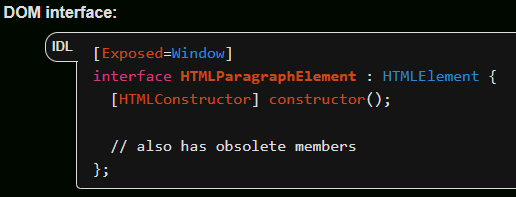 DOM interface:
IDL
[Exposed=Window]
interface HTMLParagraphElement : HTMLElement {
  [HTMLConstructor] constructor();

  // also has obsolete members
};